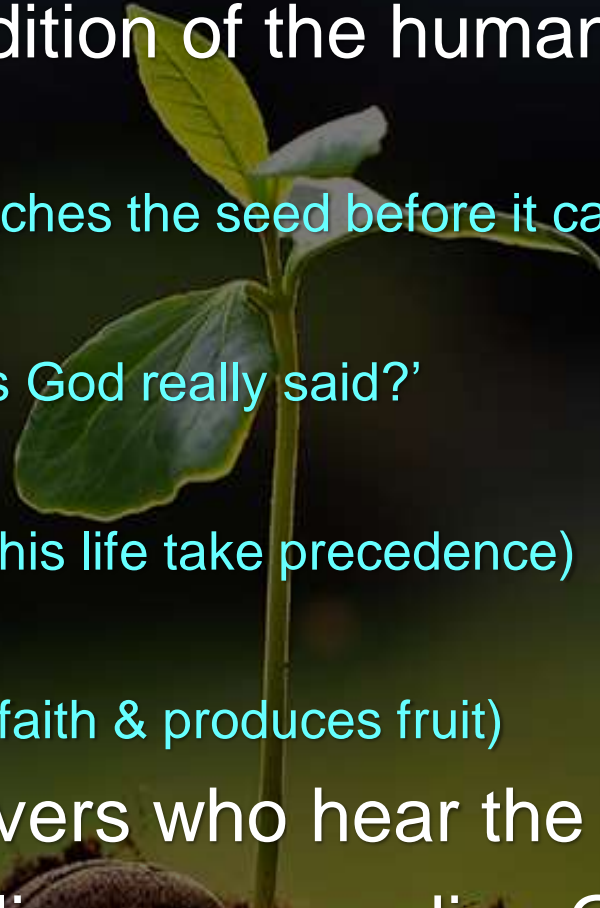 dition of the human
ches the seed before it ca
s God really said?’
his life take precedence)
faith & produces fruit)
vers who hear the